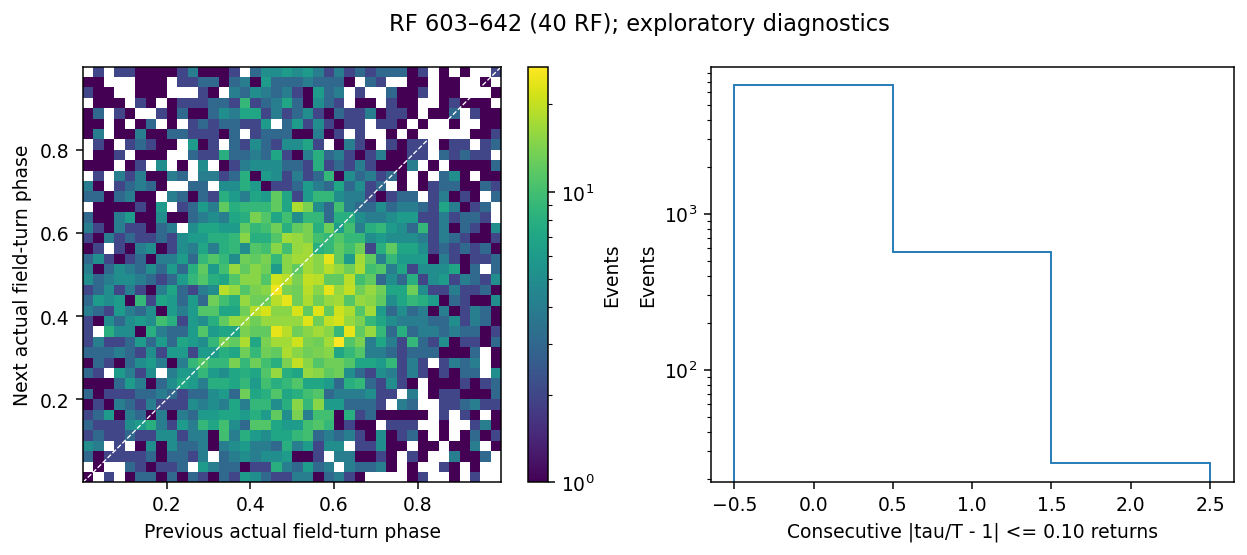 RF 603–642 (40 RF); exploratory diagnostics
Next actual field-turn phase
0.8
0.6
0.4
0.2
0.2 0.4 0.6 0.8
Previous actual field-turn phase
10¹
10⁰
Events
Events
10³
10²
−0.5 0.0 0.5 1.0 1.5 2.0 2.5
Consecutive |tau/T - 1| <= 0.10 returns